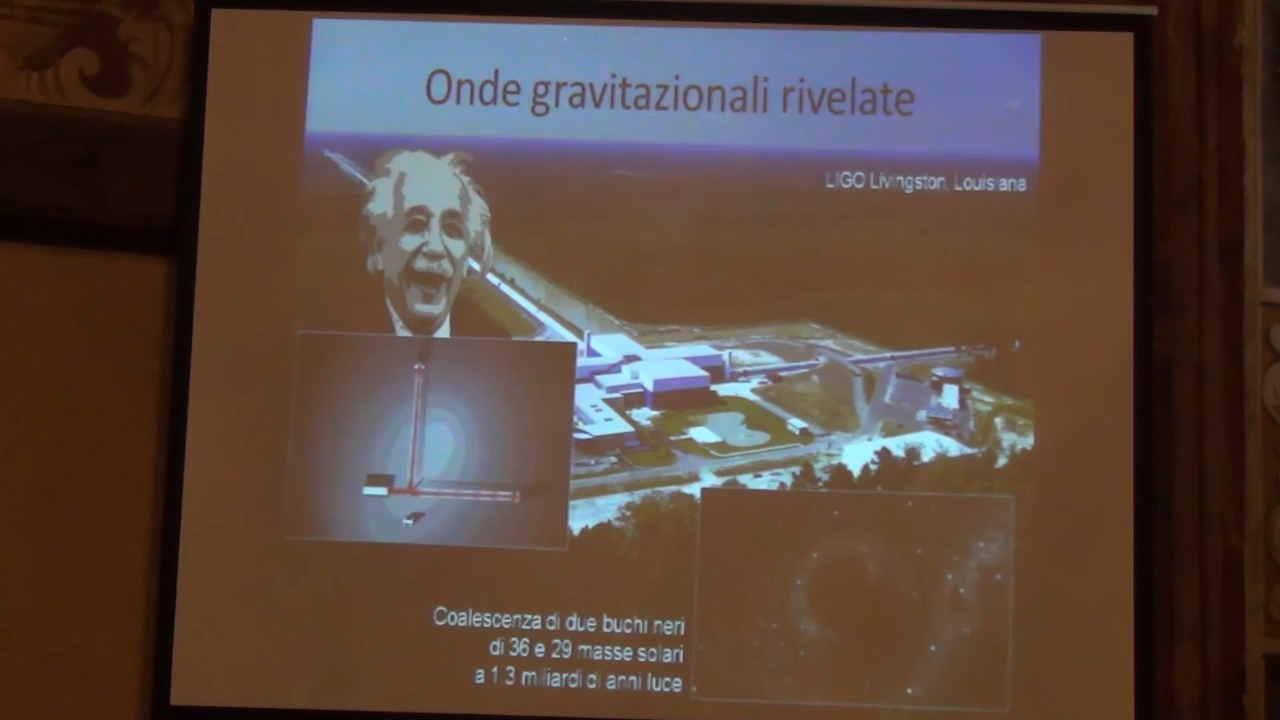 Onde gravitazionali rivelate
LIGO Livingston, Louisiana
Coalescenza di due buchi neri
di 36 e 29 masse solari
a 1 3 miliardi di anni luce